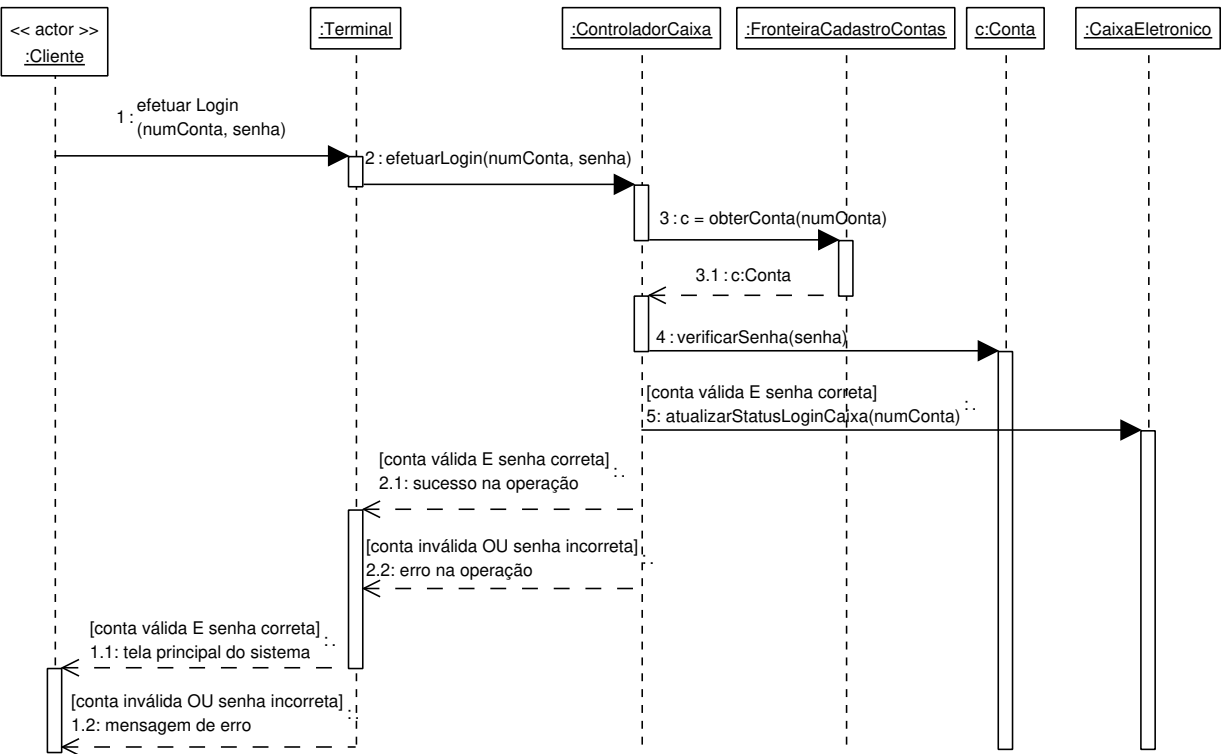 << actor >>
:Cliente
:Terminal
:ControladorCaixa
:FronteiraCadastroContas
c:Conta
:CaixaEletronico
efetuar Login
1 : (numConta, senha)
2 : efetuarLogin(numConta, senha)
3 : c = obterConta(numConta)
3.1 : c:Conta
4 : verificarSenha(senha)
[conta válida E senha correta]
5: atualizarStatusLoginCaixa(numConta)
[conta válida E senha correta]
2.1: sucesso na operação
[conta inválida OU senha incorreta]
2.2: erro na operação
[conta válida E senha correta]
1.1: tela principal do sistema
[conta inválida OU senha incorreta]
1.2: mensagem de erro